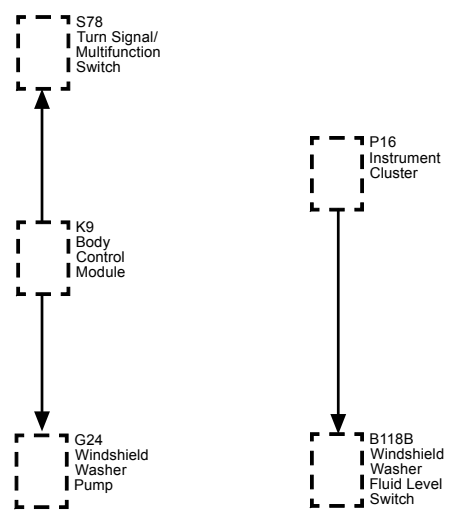 S78
Turn Signal/
Multifunction
Switch
P16
Instrument
Cluster
K9
Body
Control
Module
G24
Windshield
Washer
Pump
B118B
Windshield
Washer
Fluid Level
Switch